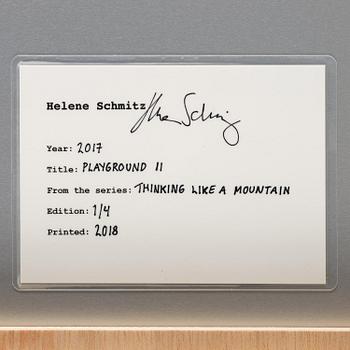 Helene Schmitz
Year: 2017
Title: PLAYGROUND II
From the series: THINKING LIKE A MOUNTAIN
Edition: 1/4
Printed: 2018